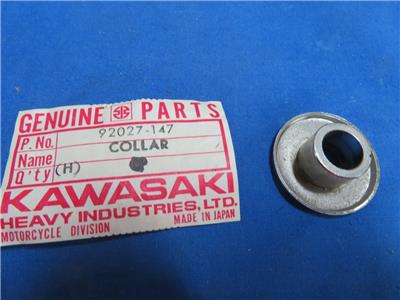 GENUINE PARTS
P. No. 92027-147
Name COLLAR
Q'ty (H)
KAWASAKI
HEAVY INDUSTRIES, LTD.
MOTORCYCLE DIVISION MADE IN JAPAN